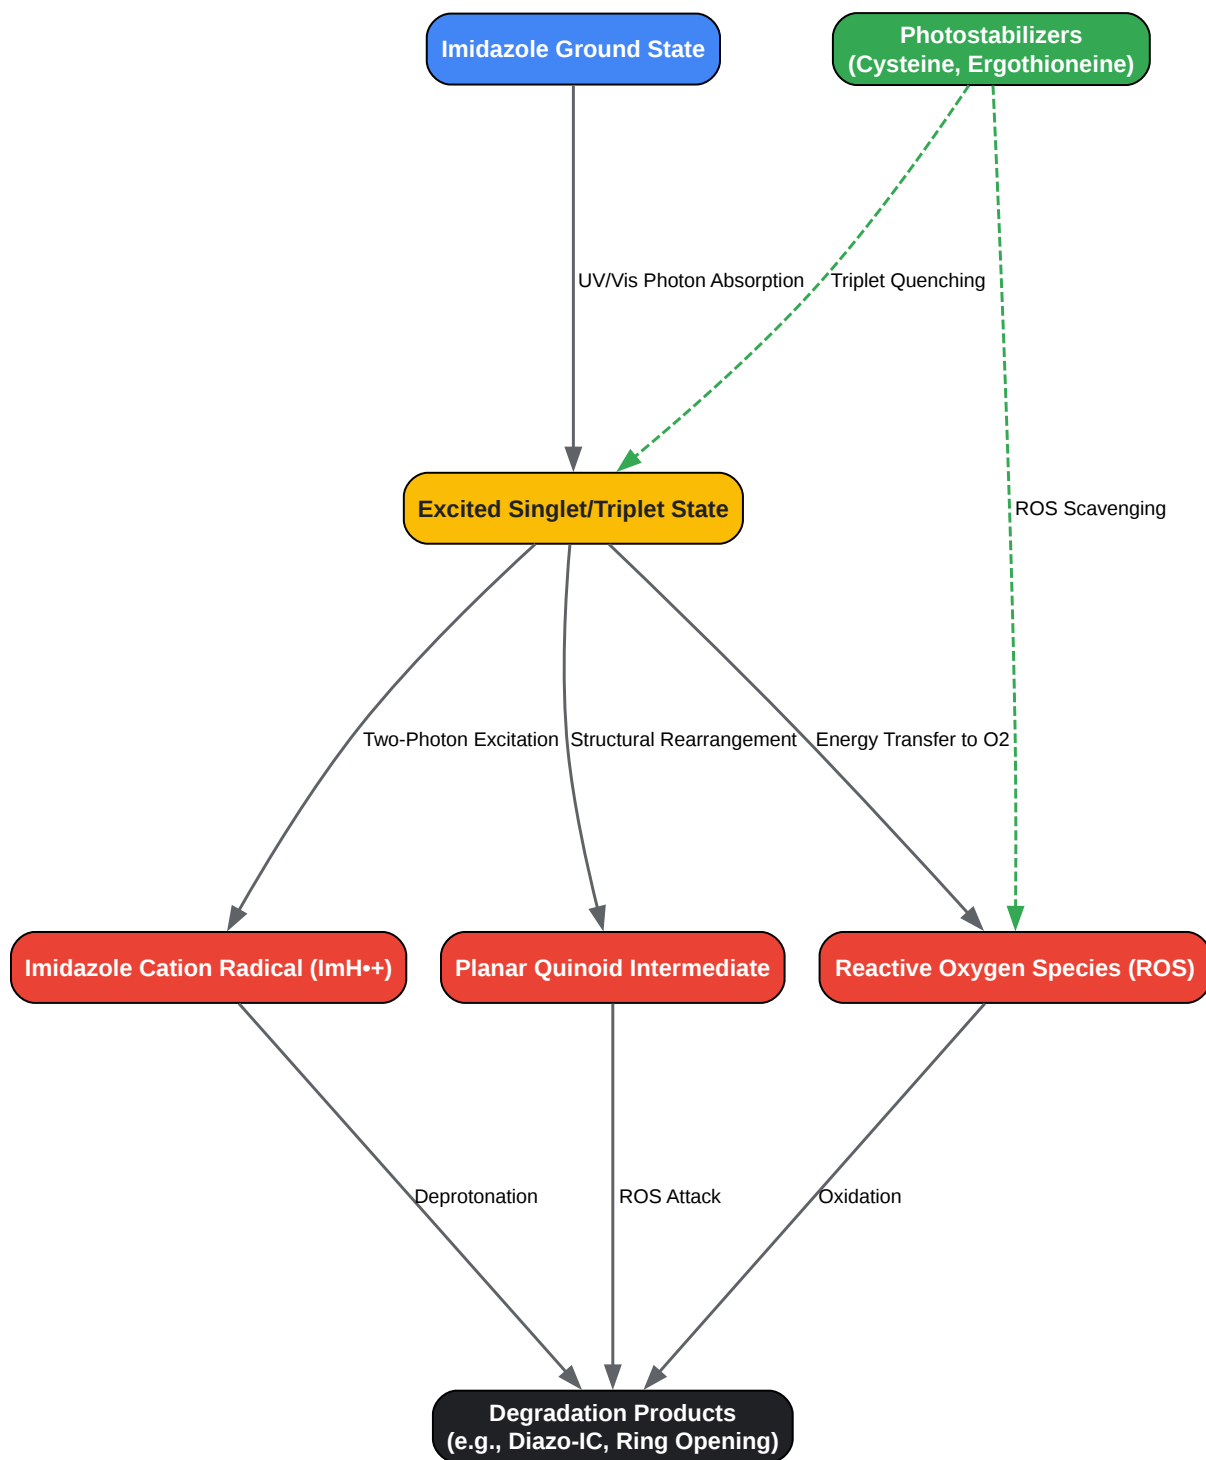 Imidazole Ground State
Photostabilizers
(Cysteine, Ergothioneine)
UV/Vis Photon Absorption
Triplet Quenching
Excited Singlet/Triplet State
ROS Scavenging
Two-Photon Excitation
Structural Rearrangement
Energy Transfer to O2
Imidazole Cation Radical (ImH•+)
Planar Quinoid Intermediate
Reactive Oxygen Species (ROS)
Deprotonation
ROS Attack
Oxidation
Degradation Products
(e.g., Diazo-IC, Ring Opening)